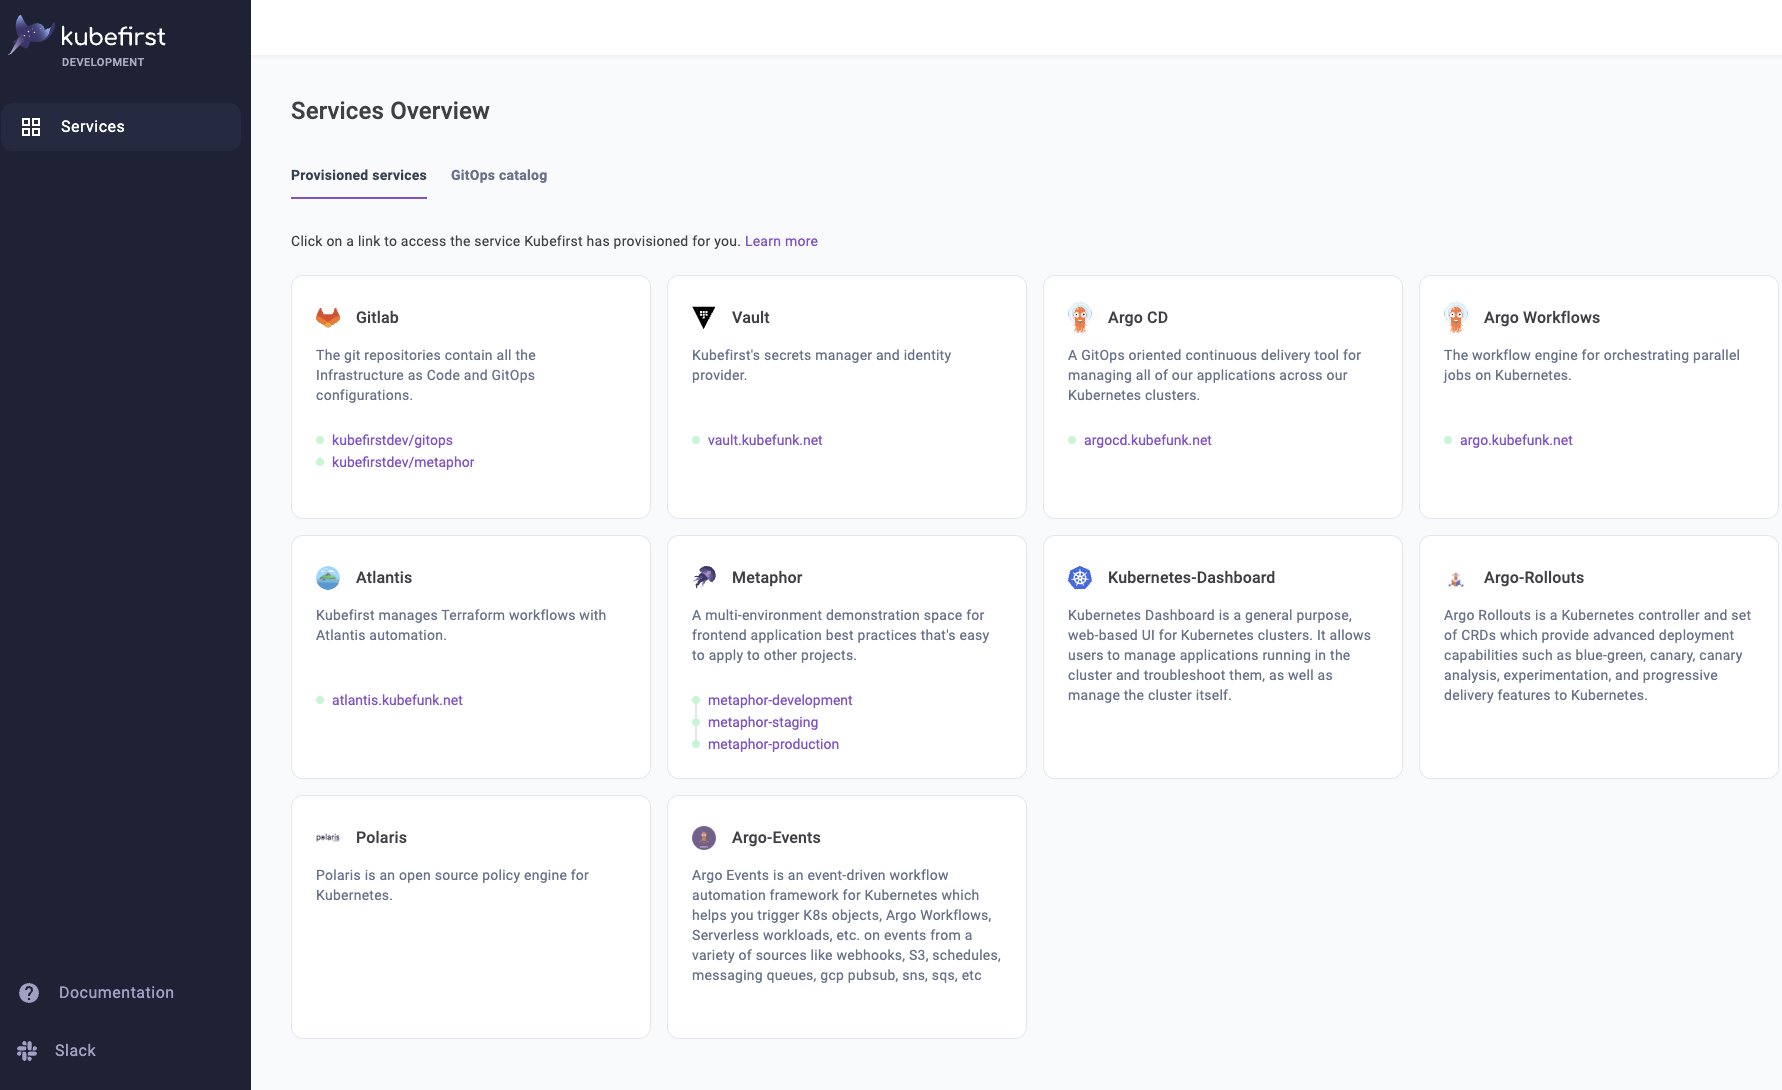 kubefirst
DEVELOPMENT
Services
Documentation
Slack
Services Overview
Provisioned services
GitOps catalog
Click on a link to access the service Kubefirst has provisioned for you. Learn more
Gitlab
The git repositories contain all the
Infrastructure as Code and GitOps
configurations.
kubefirstdev/gitops
kubefirstdev/metaphor
Vault
Kubefirst's secrets manager and identity
provider.
vault.kubefunk.net
Argo CD
A GitOps oriented continuous delivery tool for
managing all of our applications across our
Kubernetes clusters.
argocd.kubefunk.net
Argo Workflows
The workflow engine for orchestrating parallel
jobs on Kubernetes.
argo.kubefunk.net
Atlantis
Kubefirst manages Terraform workflows with
Atlantis automation.
atlantis.kubefunk.net
Metaphor
A multi-environment demonstration space for
frontend application best practices that's easy
to apply to other projects.
metaphor-development
metaphor-staging
metaphor-production
Kubernetes-Dashboard
Kubernetes Dashboard is a general purpose,
web-based UI for Kubernetes clusters. It allows
users to manage applications running in the
cluster and troubleshoot them, as well as
manage the cluster itself.
Argo-Rollouts
Argo Rollouts is a Kubernetes controller and set
of CRDs which provide advanced deployment
capabilities such as blue-green, canary, canary
analysis, experimentation, and progressive
delivery features to Kubernetes.
polaris
Polaris
Polaris is an open source policy engine for
Kubernetes.
Argo-Events
Argo Events is an event-driven workflow
automation framework for Kubernetes which
helps you trigger K8s objects, Argo Workflows,
Serverless workloads, etc. on events from a
variety of sources like webhooks, S3, schedules,
messaging queues, gcp pubsub, sns, sqs, etc